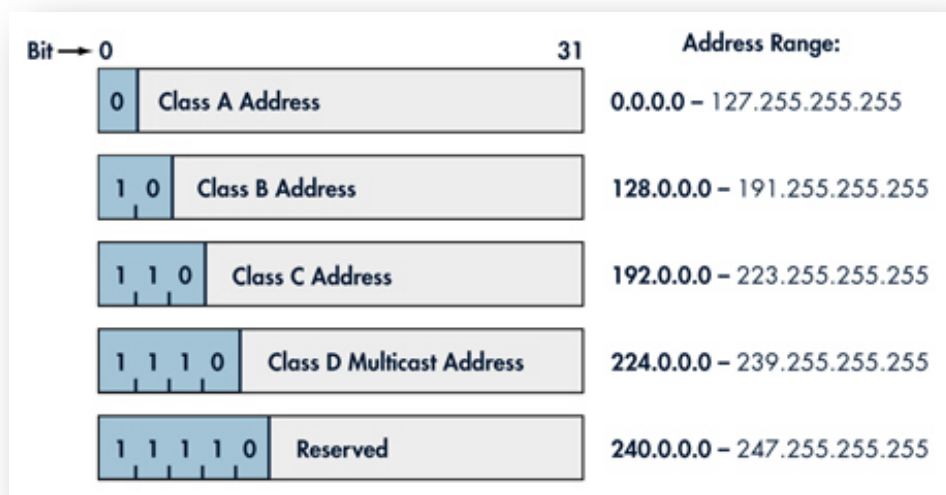 Bit → 0 31 Address Range:
0 Class A Address 0.0.0.0 – 127.255.255.255
1 0 Class B Address 128.0.0.0 – 191.255.255.255
1 1 0 Class C Address 192.0.0.0 – 223.255.255.255
1 1 1 0 Class D Multicast Address 224.0.0.0 – 239.255.255.255
1 1 1 1 0 Reserved 240.0.0.0 – 247.255.255.255